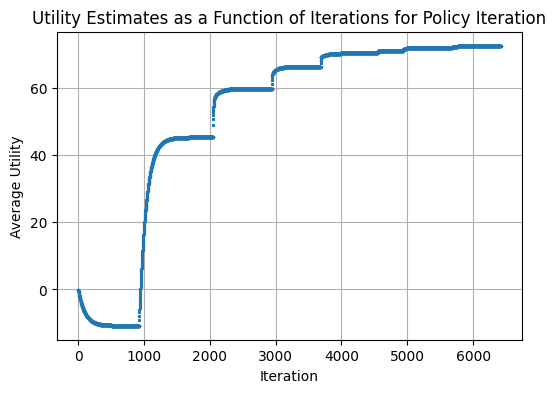 Utility Estimates as a Function of Iterations for Policy Iteration
Average Utility
60
40
20
0
0 1000 2000 3000 4000 5000 6000
Iteration